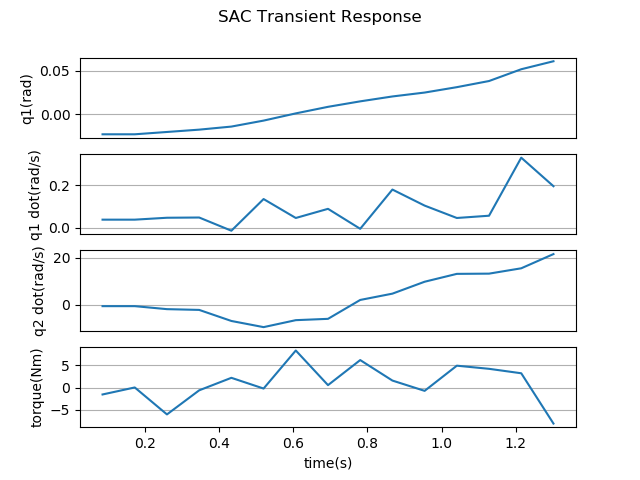 SAC Transient Response
q1(rad)
0.05
0.00
q1 dot(rad/s)
0.2
0.0
q2 dot(rad/s)
20
0
torque(Nm)
5
0
−5
0.2 0.4 0.6 0.8 1.0 1.2
time(s)